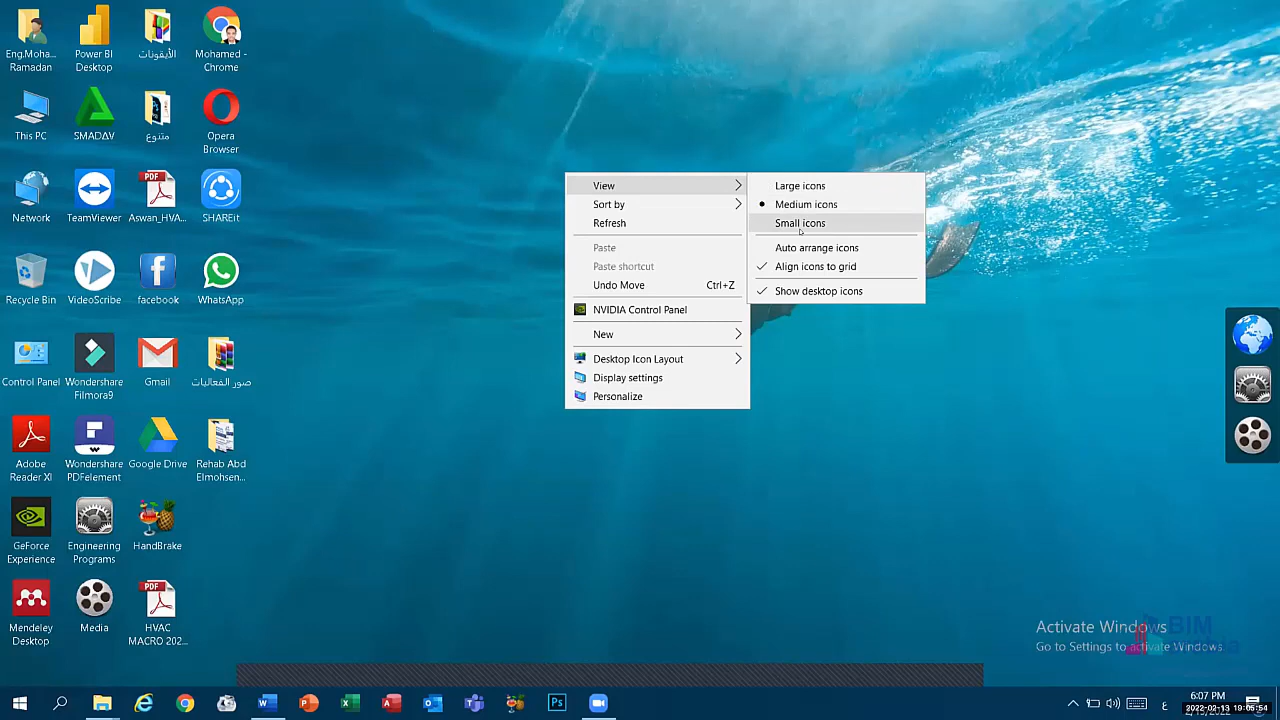 Eng.Moha...
Ramadan
Power BI
Desktop
الأيقونات
Mohamed -
Chrome
This PC
SMADΔV
متنوع
Opera
Browser
Network
TeamViewer
PDF
Aswan_HVA...
SHAREit
Recycle Bin
VideoScribe
facebook
WhatsApp
Control Panel
Wondershare
Filmora9
Gmail
صور الفعاليات
Adobe
Reader XI
Wondershare
PDFelement
Google Drive
Rehab Abd
Elmohsen...
GeForce
Experience
Engineering
Programs
HandBrake
Mendeley
Desktop
Media
PDF
HVAC
MACRO 202...
View
Sort by
Refresh
Paste
Paste shortcut
Undo Move Ctrl+Z
NVIDIA Control Panel
New
Desktop Icon Layout
Display settings
Personalize
Large icons
Medium icons
Small icons
Auto arrange icons
Align icons to grid
Show desktop icons
Activate Windows
Go to Settings to activate Windows.
BIM
Ps
ع
6:07 PM
2022-02-13 19:05:54